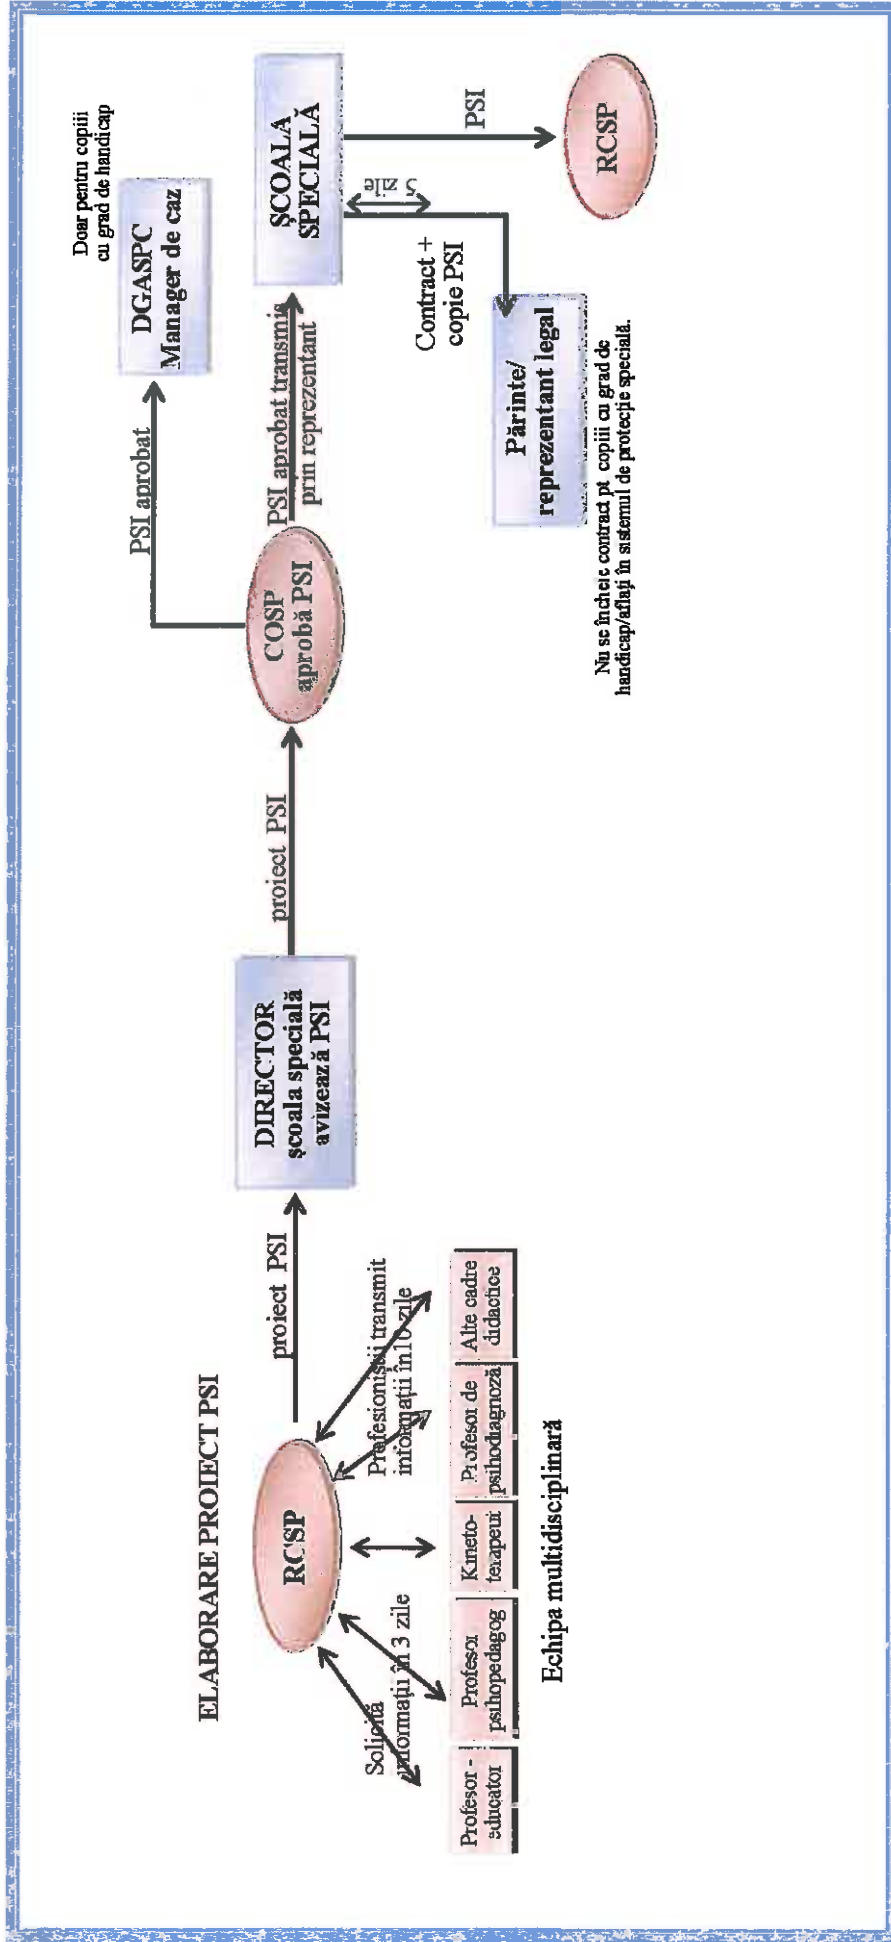 ELABORARE PROIECT PSI
RCSP
Solicită
informații în 3 zile
Profesioniștii transmit
informații în 10 zile
Profesor -
educator
Profesor
psihopedagog
Kineto-
terapeut
Profesor de
psihodiagnoză
Alte cadre
didactice
Echipa multidisciplinară
proiect PSI
DIRECTOR
școala specială
avizează PSI
proiect PSI
COSP
aprobă PSI
PSI aprobat
DGASPC
Manager de caz
Doar pentru copiii
cu grad de handicap
PSI aprobat transmis
prin reprezentant
ȘCOALA
SPECIALĂ
5 zile
Contract +
copie PSI
Părinte/
reprezentant legal
Nu se încheie contract pt copiii cu grad de
handicap/aflați în sistemul de protecție specială.
PSI
RCSP